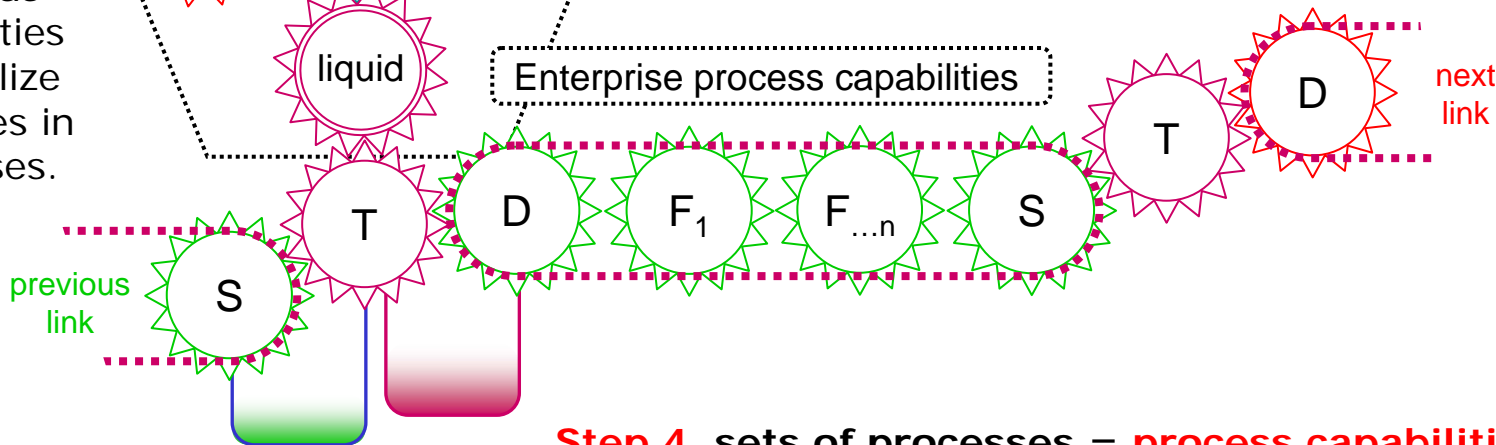 ties
lize
es in
ses.
liquid
Enterprise process capabilities
T
D
next
link
T
D
F1
F...n
S
previous
link
S
Step 4 sets of processes – process capabiliti